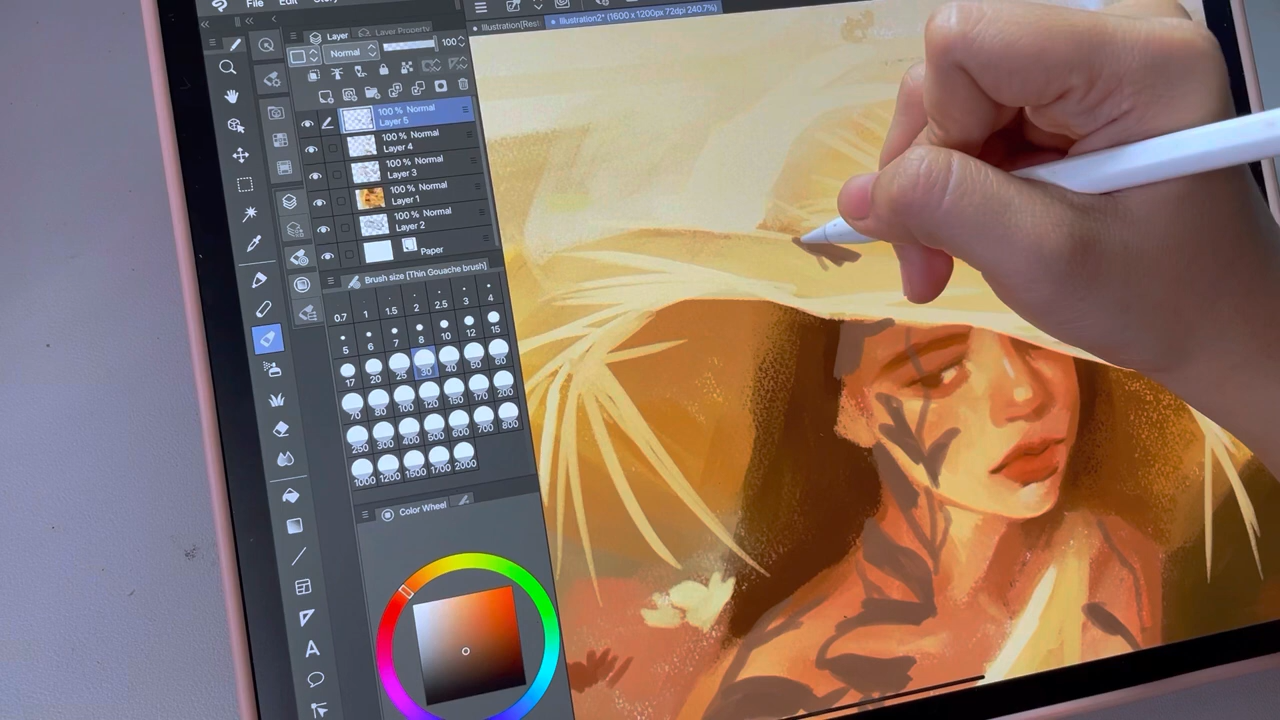 File Edit
Illustration[Res
Illustration2* (1600 x 1200px 72dpi 240.7%)
Layer Layer Property
Normal 100
100 % Normal
Layer 5
100 % Normal
Layer 4
100 % Normal
Layer 3
100 % Normal
Layer 1
100 % Normal
Layer 2
Paper
Brush size [Thin Gouache brush]
0.7 1 1.5 2 2.5 3 4
5 6 7 8 10 12 15
17 20 25 30 40 50 60
70 80 100 120 150 170 200
250 300 400 500 600 700 800
1000 1200 1500 1700 2000
Color Wheel
A